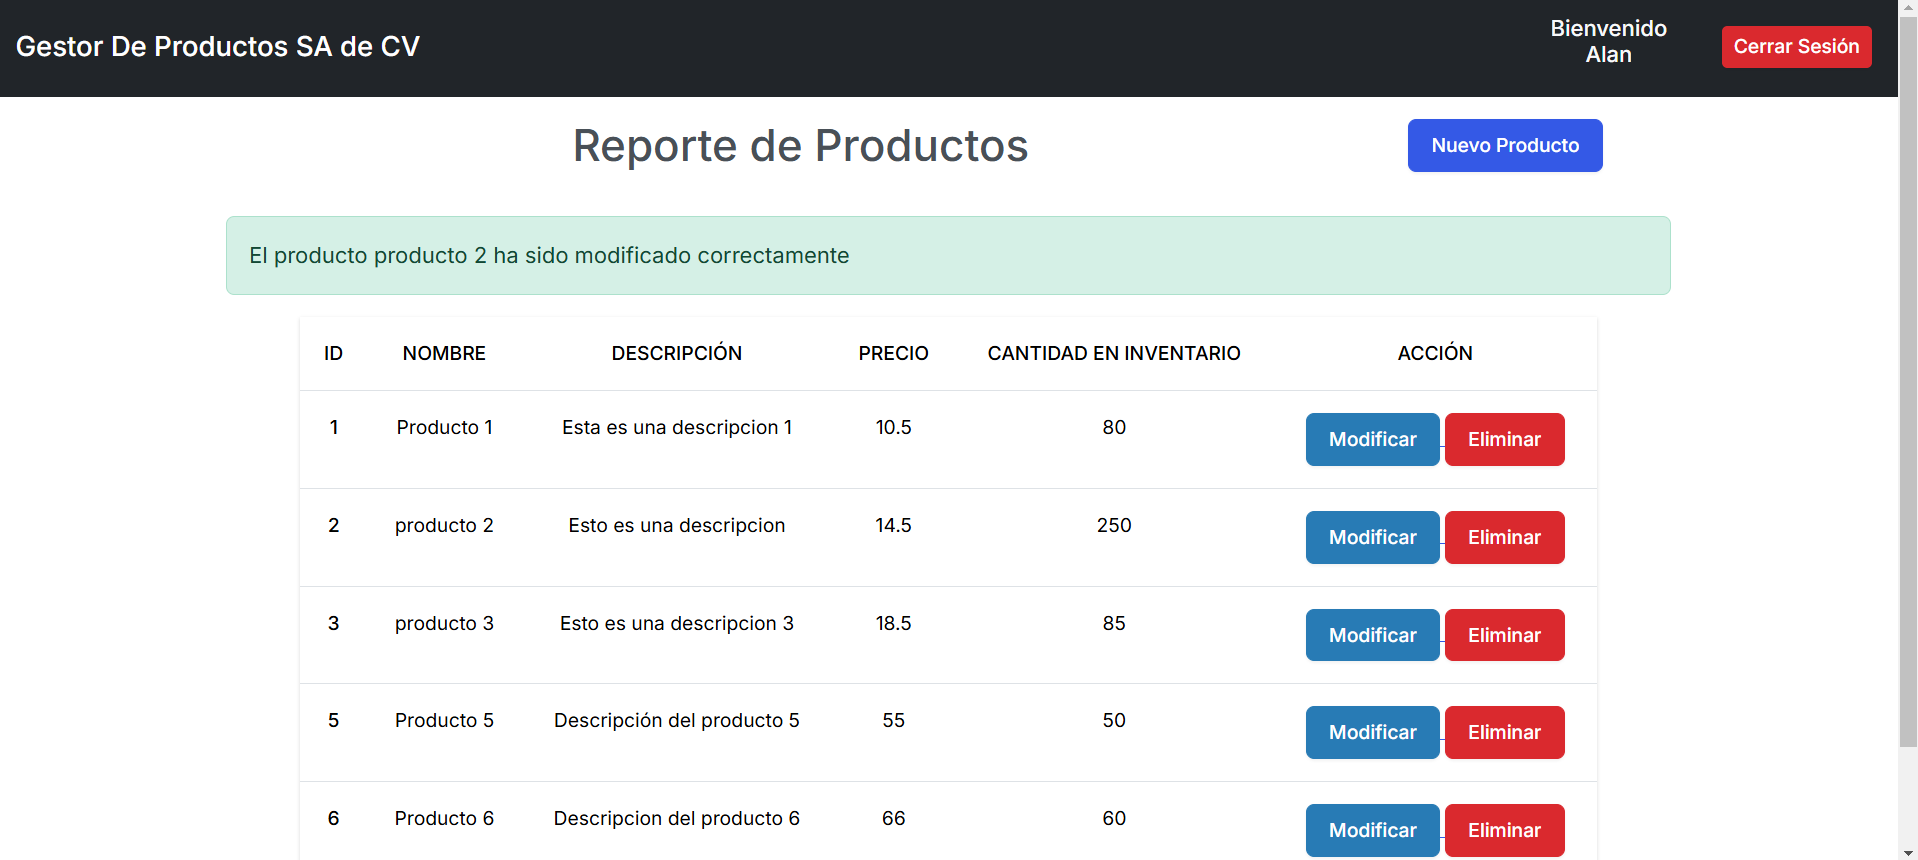 Gestor De Productos SA de CV
Bienvenido
Alan
Cerrar Sesión
Reporte de Productos
Nuevo Producto
El producto producto 2 ha sido modificado correctamente
ID NOMBRE DESCRIPCIÓN PRECIO CANTIDAD EN INVENTARIO ACCIÓN
1 Producto 1 Esta es una descripcion 1 10.5 80 Modificar Eliminar
2 producto 2 Esto es una descripcion 14.5 250 Modificar Eliminar
3 producto 3 Esto es una descripcion 3 18.5 85 Modificar Eliminar
5 Producto 5 Descripción del producto 5 55 50 Modificar Eliminar
6 Producto 6 Descripcion del producto 6 66 60 Modificar Eliminar